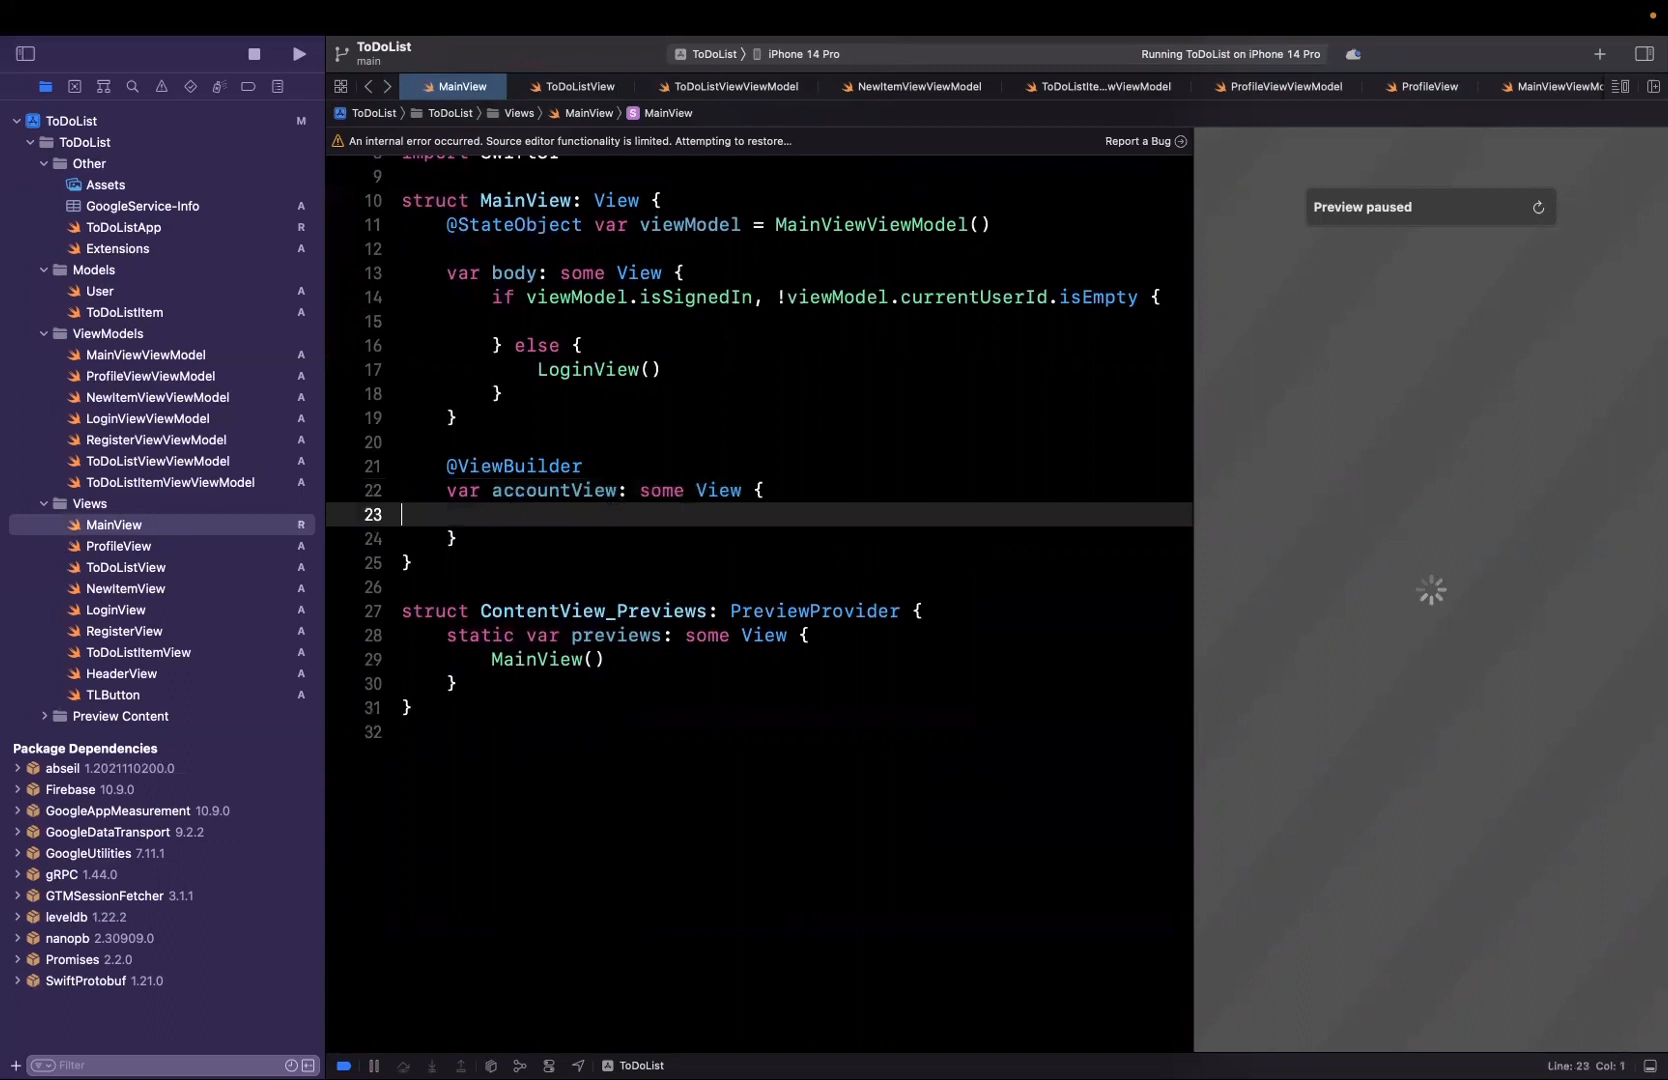 ToDoList
main
ToDoList 〉 iPhone 14 Pro
Running ToDoList on iPhone 14 Pro
MainView
ToDoListView
ToDoListViewViewModel
NewItemViewViewModel
ToDoListIte...wViewModel
ProfileViewViewModel
ProfileView
MainViewViewMo
ToDoList 〉 ToDoList 〉 Views 〉 MainView 〉 S MainView
An internal error occurred. Source editor functionality is limited. Attempting to restore...
Report a Bug
ToDoList M
ToDoList
Other
Assets
GoogleService-Info A
ToDoListApp R
Extensions A
Models
User A
ToDoListItem A
ViewModels
MainViewViewModel A
ProfileViewViewModel A
NewItemViewViewModel A
LoginViewViewModel A
RegisterViewViewModel A
ToDoListViewViewModel A
ToDoListItemViewViewModel A
Views
MainView R
ProfileView A
ToDoListView A
NewItemView A
LoginView A
RegisterView A
ToDoListItemView A
HeaderView A
TLButton A
Preview Content
Package Dependencies
abseil 1.2021110200.0
Firebase 10.9.0
GoogleAppMeasurement 10.9.0
GoogleDataTransport 9.2.2
GoogleUtilities 7.11.1
gRPC 1.44.0
GTMSessionFetcher 3.1.1
leveldb 1.22.2
nanopb 2.30909.0
Promises 2.2.0
SwiftProtobuf 1.21.0
Filter
8 import SwiftUI
9
10 struct MainView: View {
11 @StateObject var viewModel = MainViewViewModel()
12
13 var body: some View {
14 if viewModel.isSignedIn, !viewModel.currentUserId.isEmpty {
15
16 } else {
17 LoginView()
18 }
19 }
20
21 @ViewBuilder
22 var accountView: some View {
23
24 }
25 }
26
27 struct ContentView_Previews: PreviewProvider {
28 static var previews: some View {
29 MainView()
30 }
31 }
32
Preview paused
ToDoList
Line: 23 Col: 1